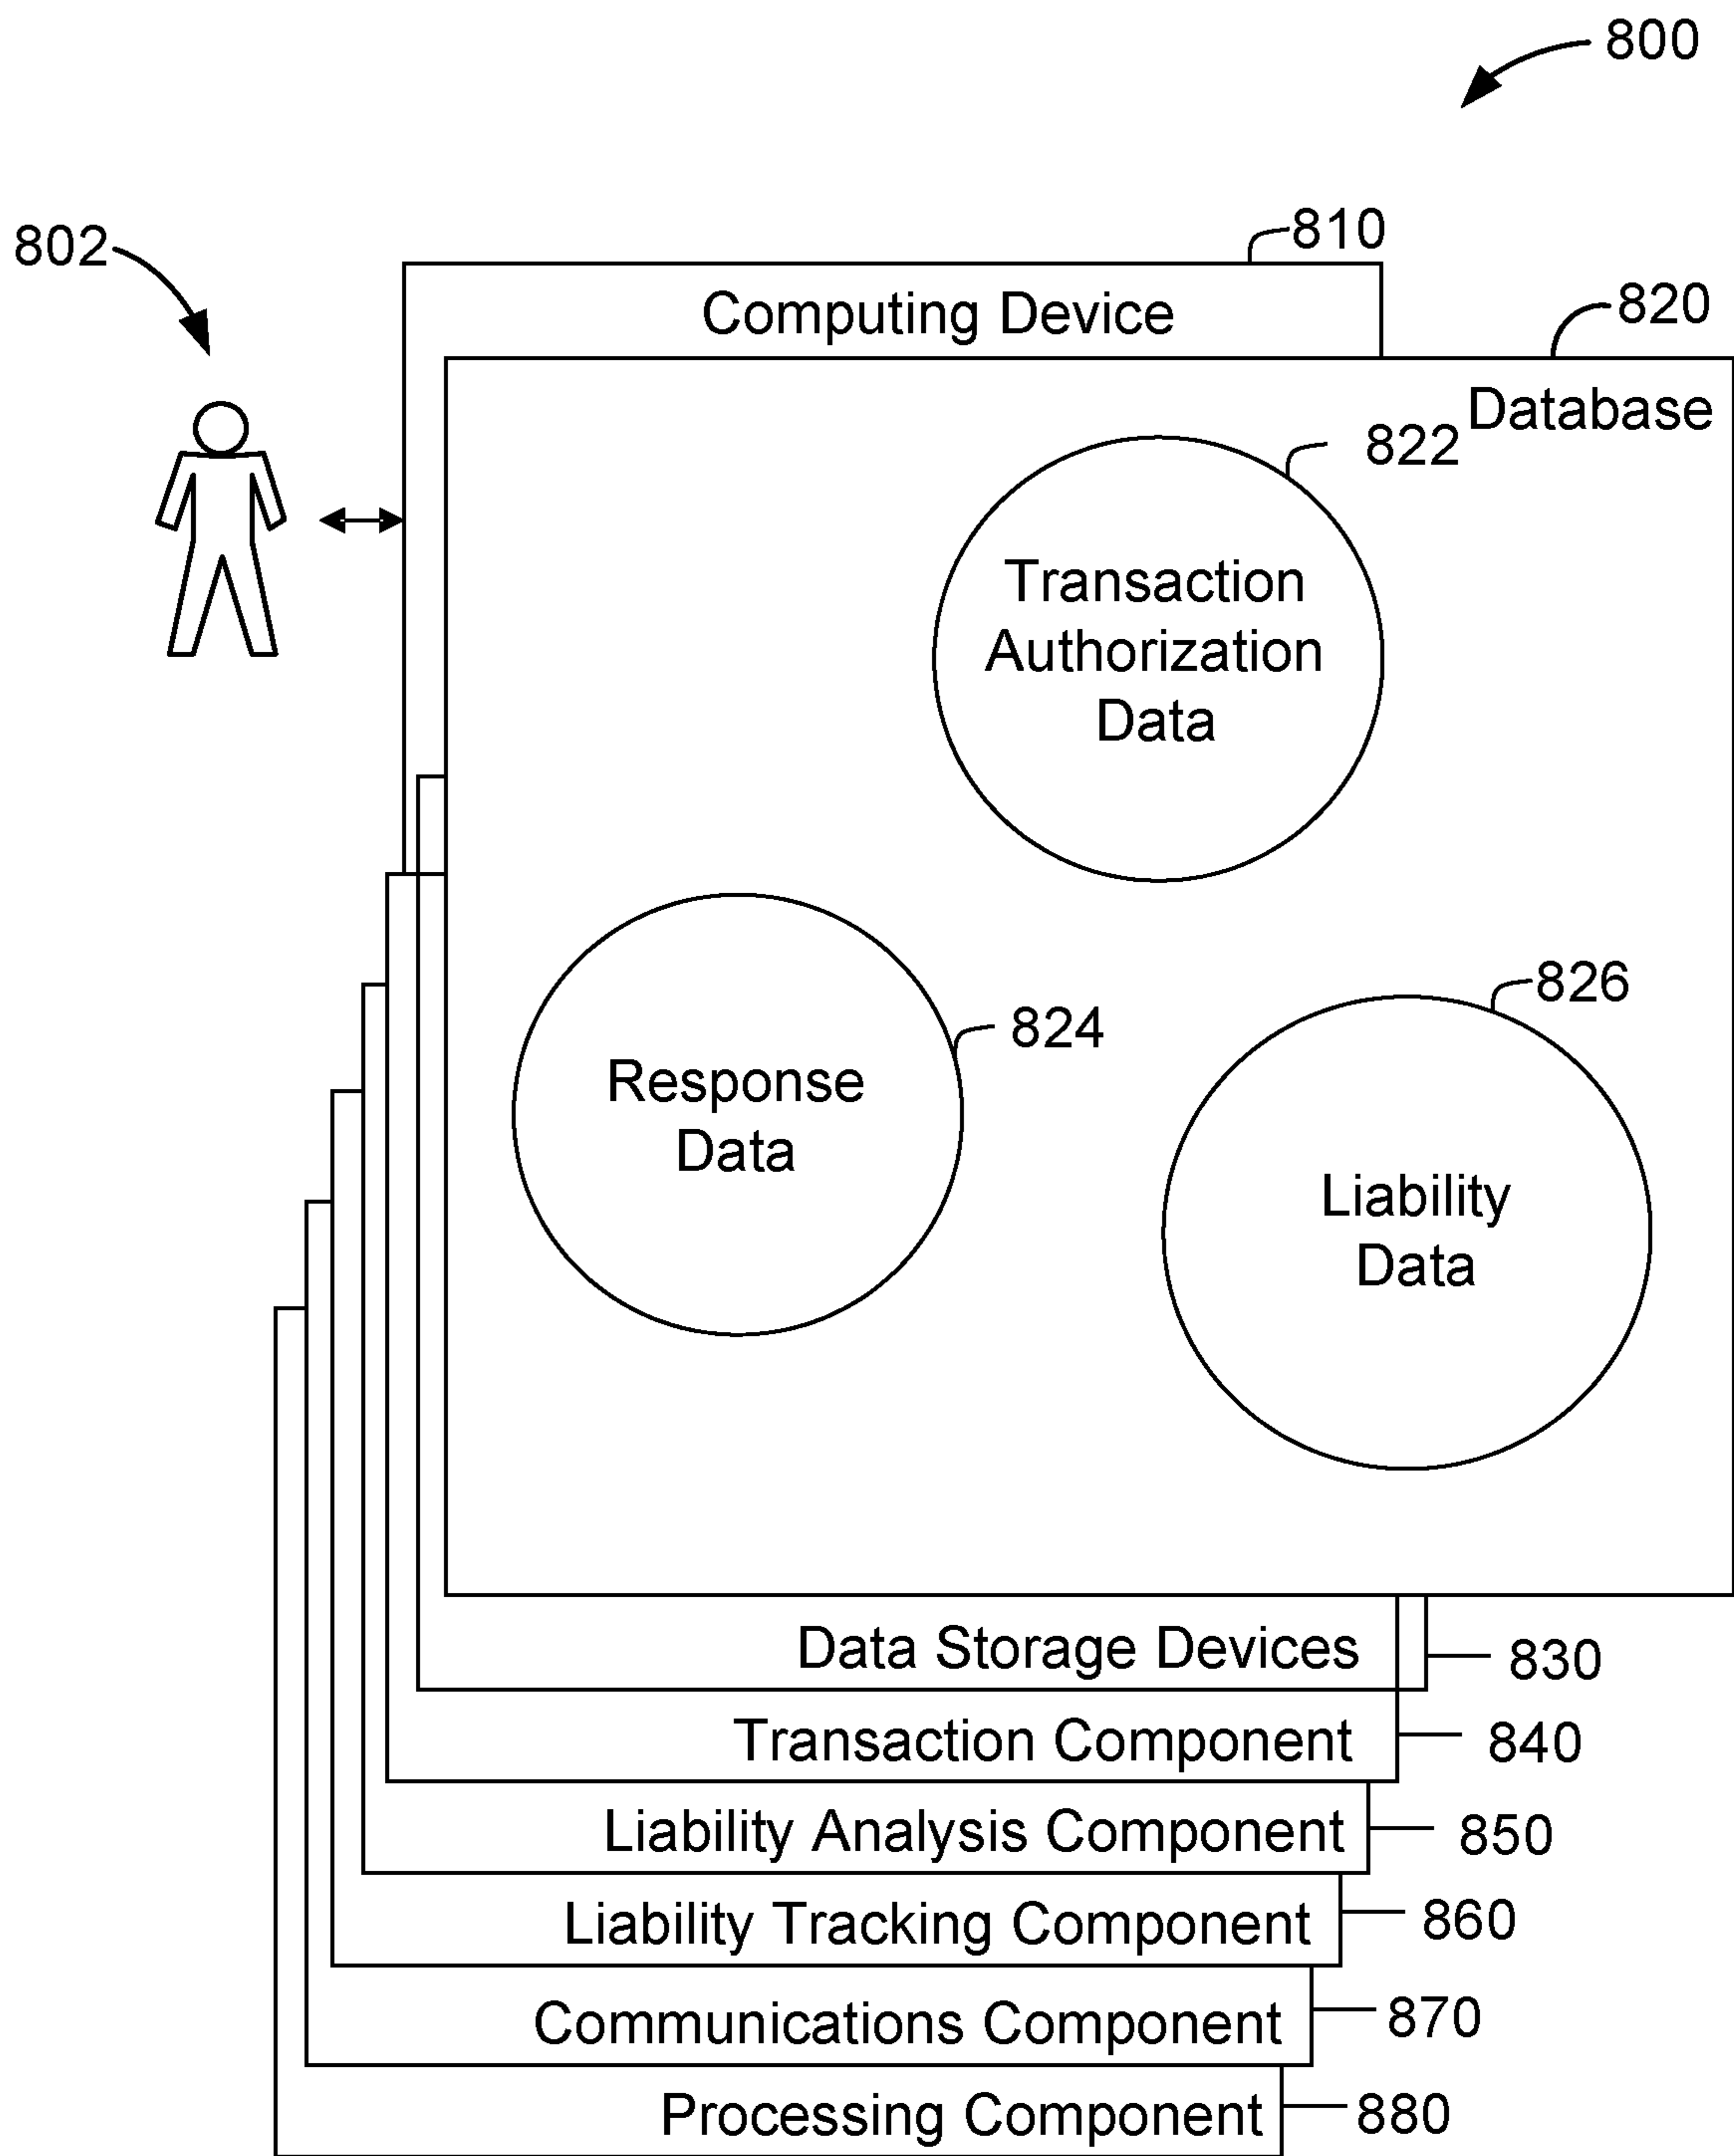 800
802
810
Computing Device
820
Database
822
Transaction
Authorization
Data
824
Response
Data
826
Liability
Data
Data Storage Devices
830
Transaction Component
840
Liability Analysis Component
850
Liability Tracking Component
860
Communications Component
870
Processing Component
880